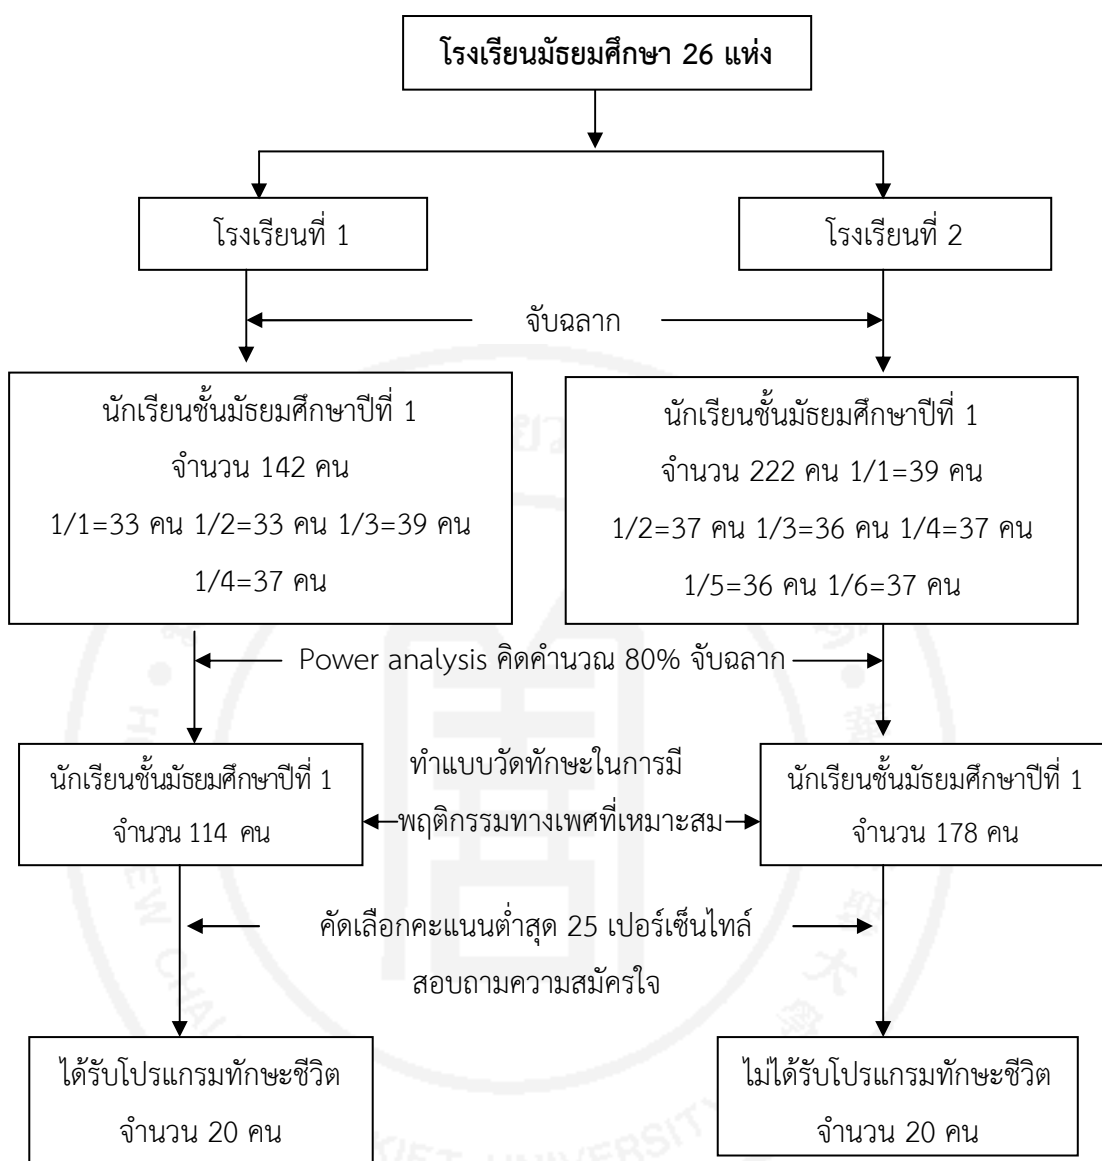 โรงเรียนมัธยมศึกษา 26 แห่ง
โรงเรียนที่ 1
โรงเรียนที่ 2
จับฉลาก
นักเรียนชั้นมัธยมศึกษาปีที่ 1
จำนวน 142 คน
1/1=33 คน 1/2=33 คน 1/3=39 คน
1/4=37 คน
นักเรียนชั้นมัธยมศึกษาปีที่ 1
จำนวน 222 คน 1/1=39 คน
1/2=37 คน 1/3=36 คน 1/4=37 คน
1/5=36 คน 1/6=37 คน
Power analysis คิดคำนวณ 80% จับฉลาก
นักเรียนชั้นมัธยมศึกษาปีที่ 1
จำนวน 114 คน
ทำแบบวัดทักษะในการมี
พฤติกรรมทางเพศที่เหมาะสม
นักเรียนชั้นมัธยมศึกษาปีที่ 1
จำนวน 178 คน
คัดเลือกคะแนนต่ำสุด 25 เปอร์เซ็นไทล์
สอบถามความสมัครใจ
ได้รับโปรแกรมทักษะชีวิต
จำนวน 20 คน
ไม่ได้รับโปรแกรมทักษะชีวิต
จำนวน 20 คน